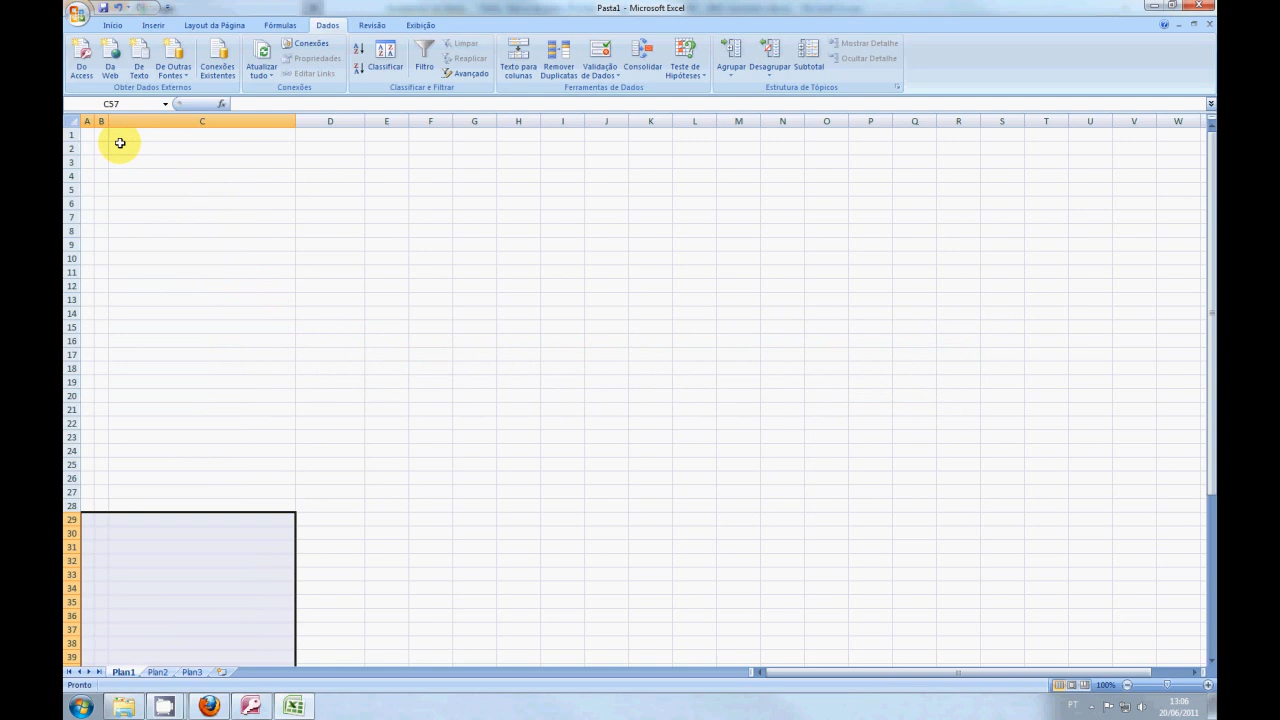 Pasta1 - Microsoft Excel
Início Inserir Layout da Página Fórmulas Dados Revisão Exibição
Do Access
Da Web
De Texto
De Outras Fontes
Conexões Existentes
Obter Dados Externos
Atualizar tudo
Conexões
Propriedades
Editar Links
Conexões
Classificar
Filtro
Limpar
Reaplicar
Avançado
Classificar e Filtrar
Texto para colunas
Remover Duplicatas
Validação de Dados
Consolidar
Teste de Hipóteses
Ferramentas de Dados
Agrupar
Desagrupar
Subtotal
Mostrar Detalhe
Ocultar Detalhe
Estrutura de Tópicos
C57 fx
A B C D E F G H I J K L M N O P Q R S T U V W
1
2
3
4
5
6
7
8
9
10
11
12
13
14
15
16
17
18
19
20
21
22
23
24
25
26
27
28
29
30
31
32
33
34
35
36
37
38
39
Plan1 Plan2 Plan3
Pronto 100%
PT 13:06
20/06/2011